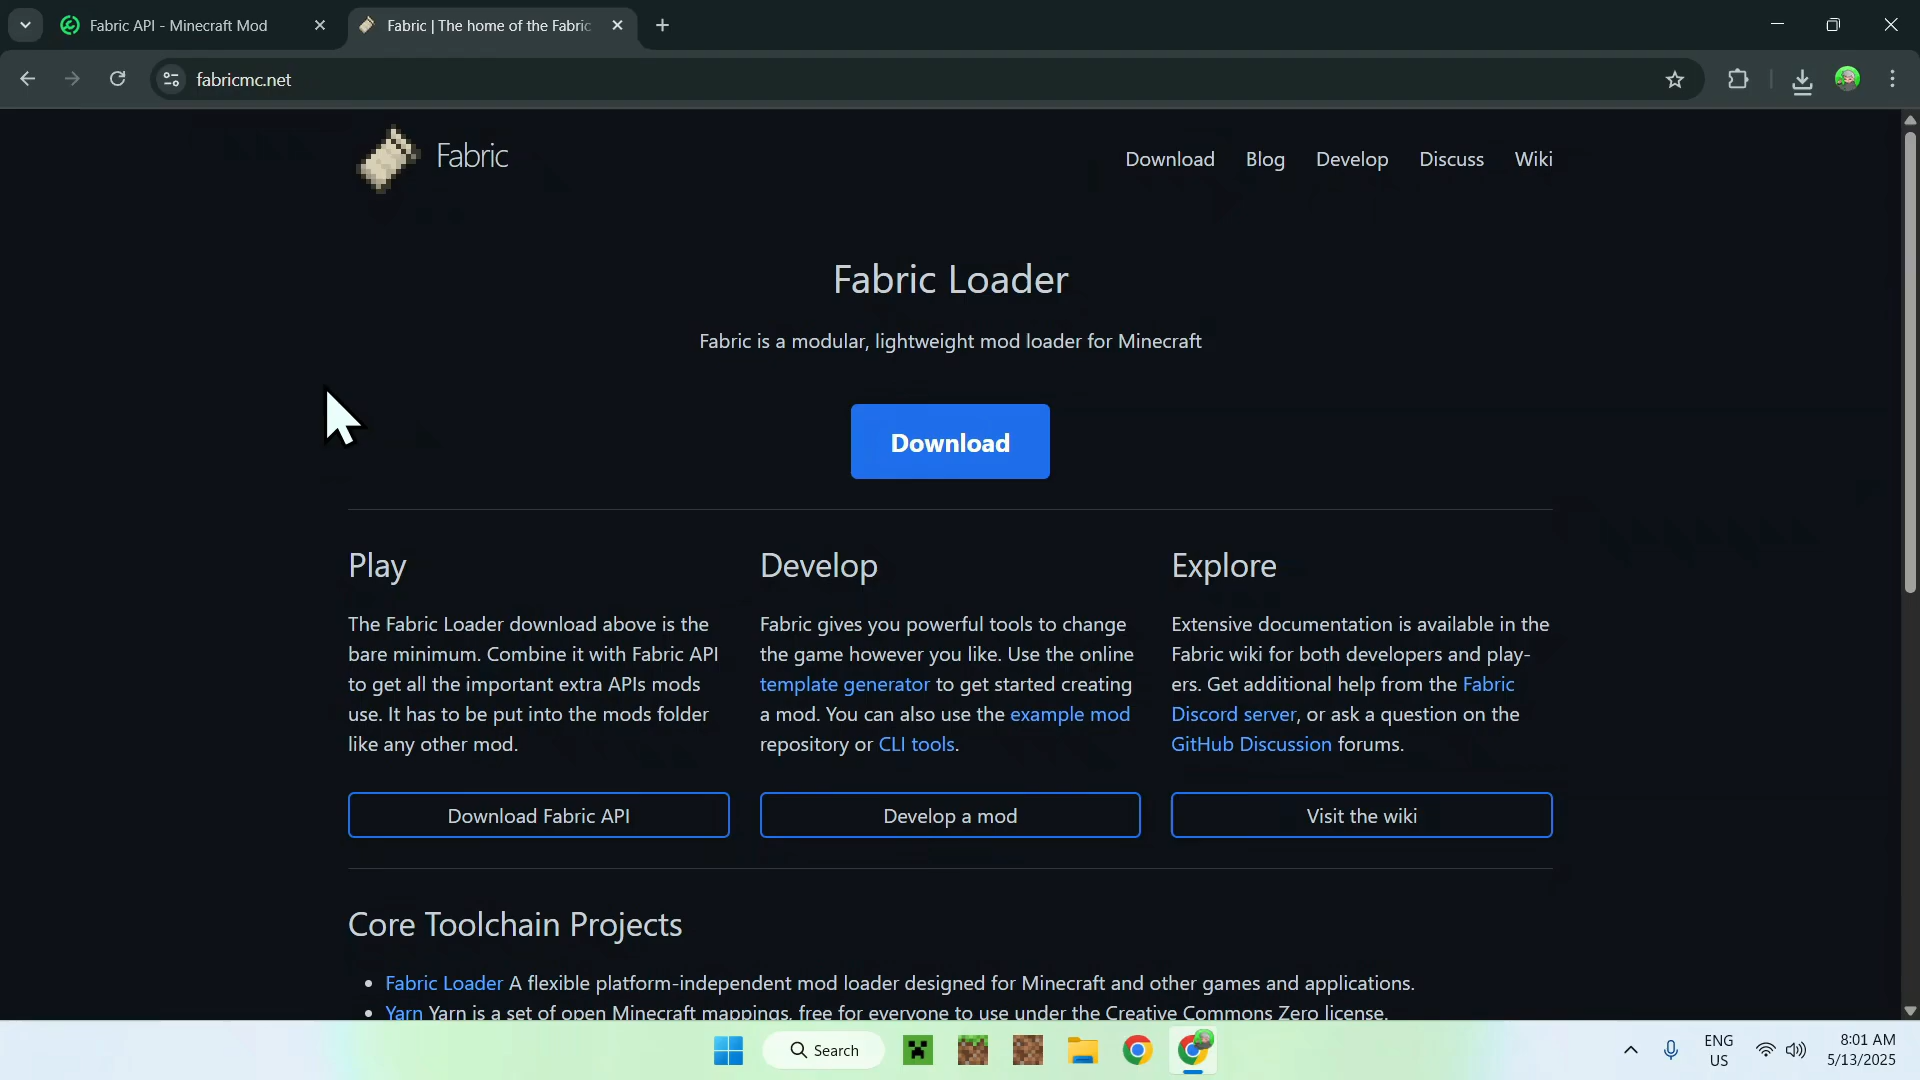 Fabric API - Minecraft Mod
Fabric | The home of the Fabric
fabricmc.net
Fabric
Download Blog Develop Discuss Wiki
Fabric Loader
Fabric is a modular, lightweight mod loader for Minecraft
Download
Play
The Fabric Loader download above is the
bare minimum. Combine it with Fabric API
to get all the important extra APIs mods
use. It has to be put into the mods folder
like any other mod.
Download Fabric API
Develop
Fabric gives you powerful tools to change
the game however you like. Use the online
template generator to get started creating
a mod. You can also use the example mod
repository or CLI tools.
Develop a mod
Explore
Extensive documentation is available in the
Fabric wiki for both developers and play-
ers. Get additional help from the Fabric
Discord server, or ask a question on the
GitHub Discussion forums.
Visit the wiki
Core Toolchain Projects
• Fabric Loader A flexible platform-independent mod loader designed for Minecraft and other games and applications.
• Yarn Yarn is a set of open Minecraft mappings, free for everyone to use under the Creative Commons Zero license.
Search
ENG
US
8:01 AM
5/13/2025